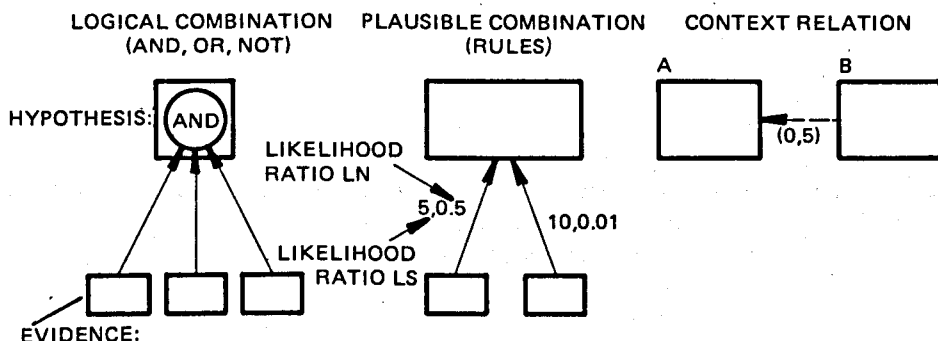 LOGICAL COMBINATION
(AND, OR, NOT)
PLAUSIBLE COMBINATION
(RULES)
CONTEXT RELATION
A
B
HYPOTHESIS:
AND
(0,5)
LIKELIHOOD
RATIO LN
5,0.5
10,0.01
LIKELIHOOD
RATIO LS
EVIDENCE: